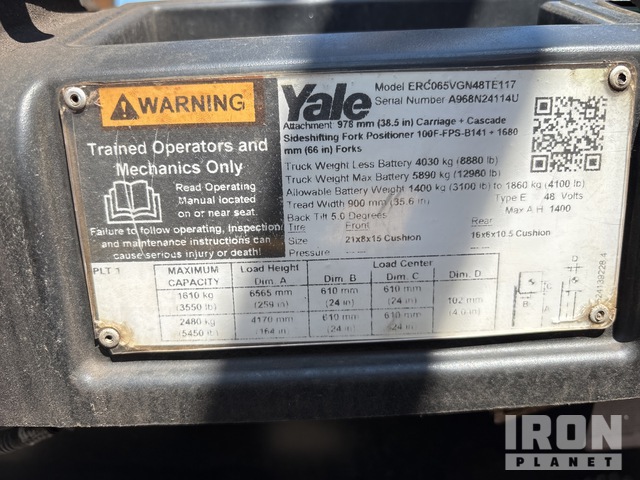 WARNING
Trained Operators and
Mechanics Only
Read Operating
Manual located
on or near seat.
Failure to follow operating, inspection
and maintenance instructions can
cause serious injury or death!
Yale
Model ERC065VGN48TE117
Serial Number A968N24114U
Attachment: 978 mm (38.5 in) Carriage + Cascade
Sideshifting Fork Positioner 100F-FPS-B141 + 1680
mm (66 in) Forks
Truck Weight Less Battery 4030 kg (8880 lb)
Truck Weight Max Battery 5890 kg (12980 lb)
Allowable Battery Weight 1400 kg (3100 lb) to 1860 kg (4100 lb)
Tread Width 900 mm (35.6 in) Type E 48 Volts
Back Tilt 5.0 Degrees Max A.H. 1400
Tire Front Rear
Size 21x8x15 Cushion 16x6x10.5 Cushion
Pressure
PLT 1
MAXIMUM CAPACITY Load Height Dim. A Load Center Dim. B Dim. C Dim. D
1610 kg (3550 lb) 6565 mm (259 in) 610 mm (24 in) 610 mm (24 in) 102 mm (4.0 in)
2480 kg (5450 lb) 4170 mm (164 in) 610 mm (24 in) 610 mm (24 in)
D
C
B
A
IRON
PLANET